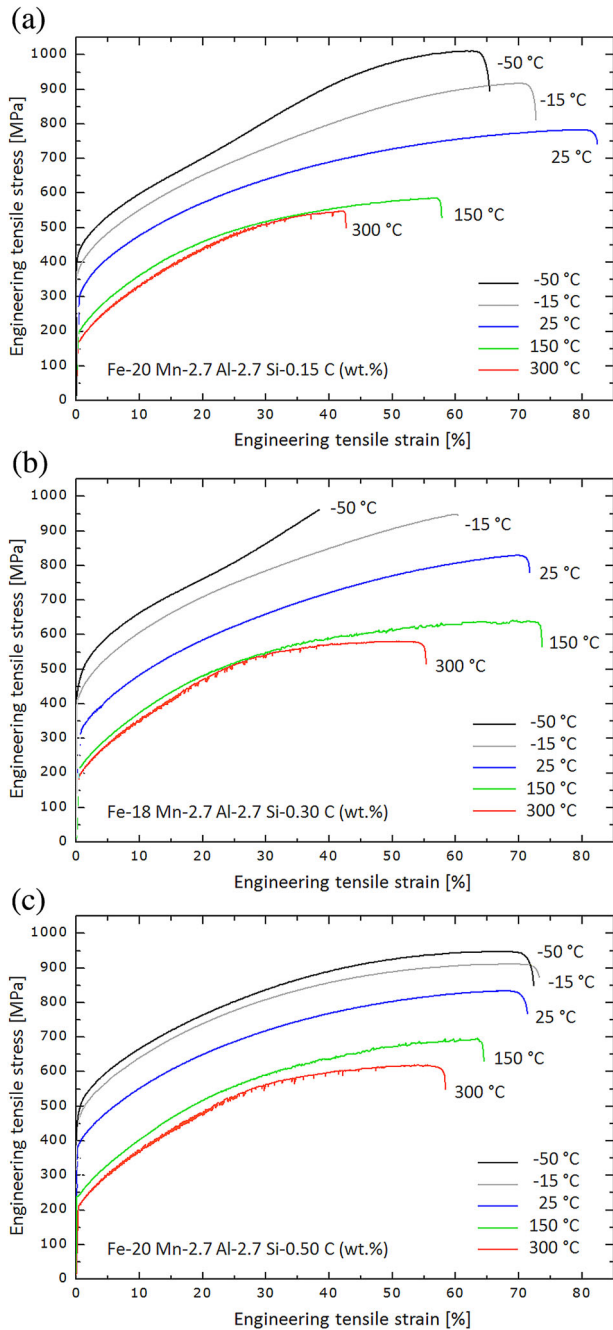 (a)
Engineering tensile stress [MPa]
1000
900
800
700
600
500
400
300
200
100
0
-50 °C
-15 °C
25 °C
150 °C
300 °C
-50 °C
-15 °C
25 °C
150 °C
300 °C
Fe-20 Mn-2.7 Al-2.7 Si-0.15 C (wt.%)
0 10 20 30 40 50 60 70 80
Engineering tensile strain [%]
(b)
Engineering tensile stress [MPa]
1000
900
800
700
600
500
400
300
200
100
0
-50 °C
-15 °C
25 °C
150 °C
300 °C
-50 °C
-15 °C
25 °C
150 °C
300 °C
Fe-18 Mn-2.7 Al-2.7 Si-0.30 C (wt.%)
0 10 20 30 40 50 60 70 80
Engineering tensile strain [%]
(c)
Engineering tensile stress [MPa]
1000
900
800
700
600
500
400
300
200
100
0
-50 °C
-15 °C
25 °C
150 °C
300 °C
-50 °C
-15 °C
25 °C
150 °C
300 °C
Fe-20 Mn-2.7 Al-2.7 Si-0.50 C (wt.%)
0 10 20 30 40 50 60 70 80
Engineering tensile strain [%]